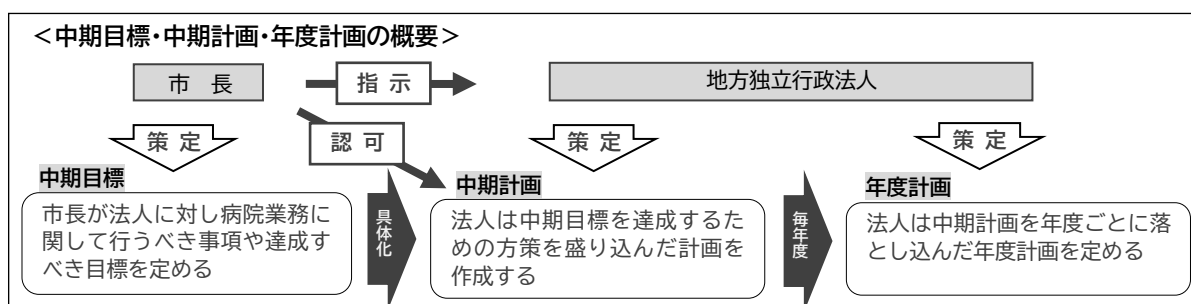 ＜中期目標・中期計画・年度計画の概要＞
市　長
指 示
地方独立行政法人
策 定
認 可
策 定
策 定
中期目標
市長が法人に対し病院業務に
関して行うべき事項や達成す
べき目標を定める
具体化
中期計画
法人は中期目標を達成するた
めの方策を盛り込んだ計画を
作成する
毎年度
年度計画
法人は中期計画を年度ごとに落
とし込んだ年度計画を定める